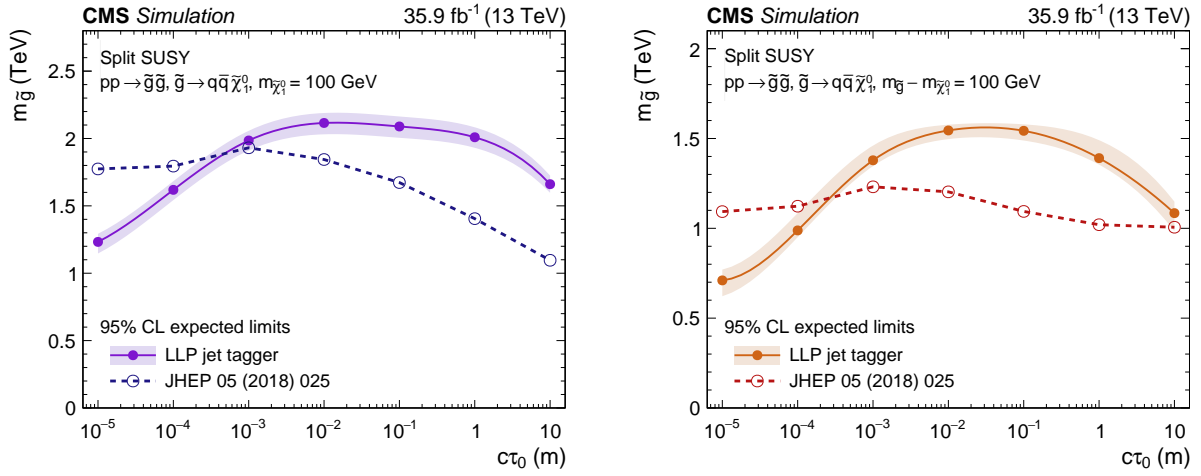 CMS Simulation 35.9 fb⁻¹ (13 TeV)
m_g̃ (TeV)
2.5
2
1.5
1
0.5
0
Split SUSY
pp → g̃g̃, g̃ → qq̄χ̃₁⁰, m_χ̃₁⁰ = 100 GeV
95% CL expected limits
LLP jet tagger
JHEP 05 (2018) 025
10⁻⁵ 10⁻⁴ 10⁻³ 10⁻² 10⁻¹ 1 10
cτ₀ (m)
CMS Simulation 35.9 fb⁻¹ (13 TeV)
m_g̃ (TeV)
2
1.5
1
0.5
0
Split SUSY
pp → g̃g̃, g̃ → qq̄χ̃₁⁰, m_g̃ − m_χ̃₁⁰ = 100 GeV
95% CL expected limits
LLP jet tagger
JHEP 05 (2018) 025
10⁻⁵ 10⁻⁴ 10⁻³ 10⁻² 10⁻¹ 1 10
cτ₀ (m)